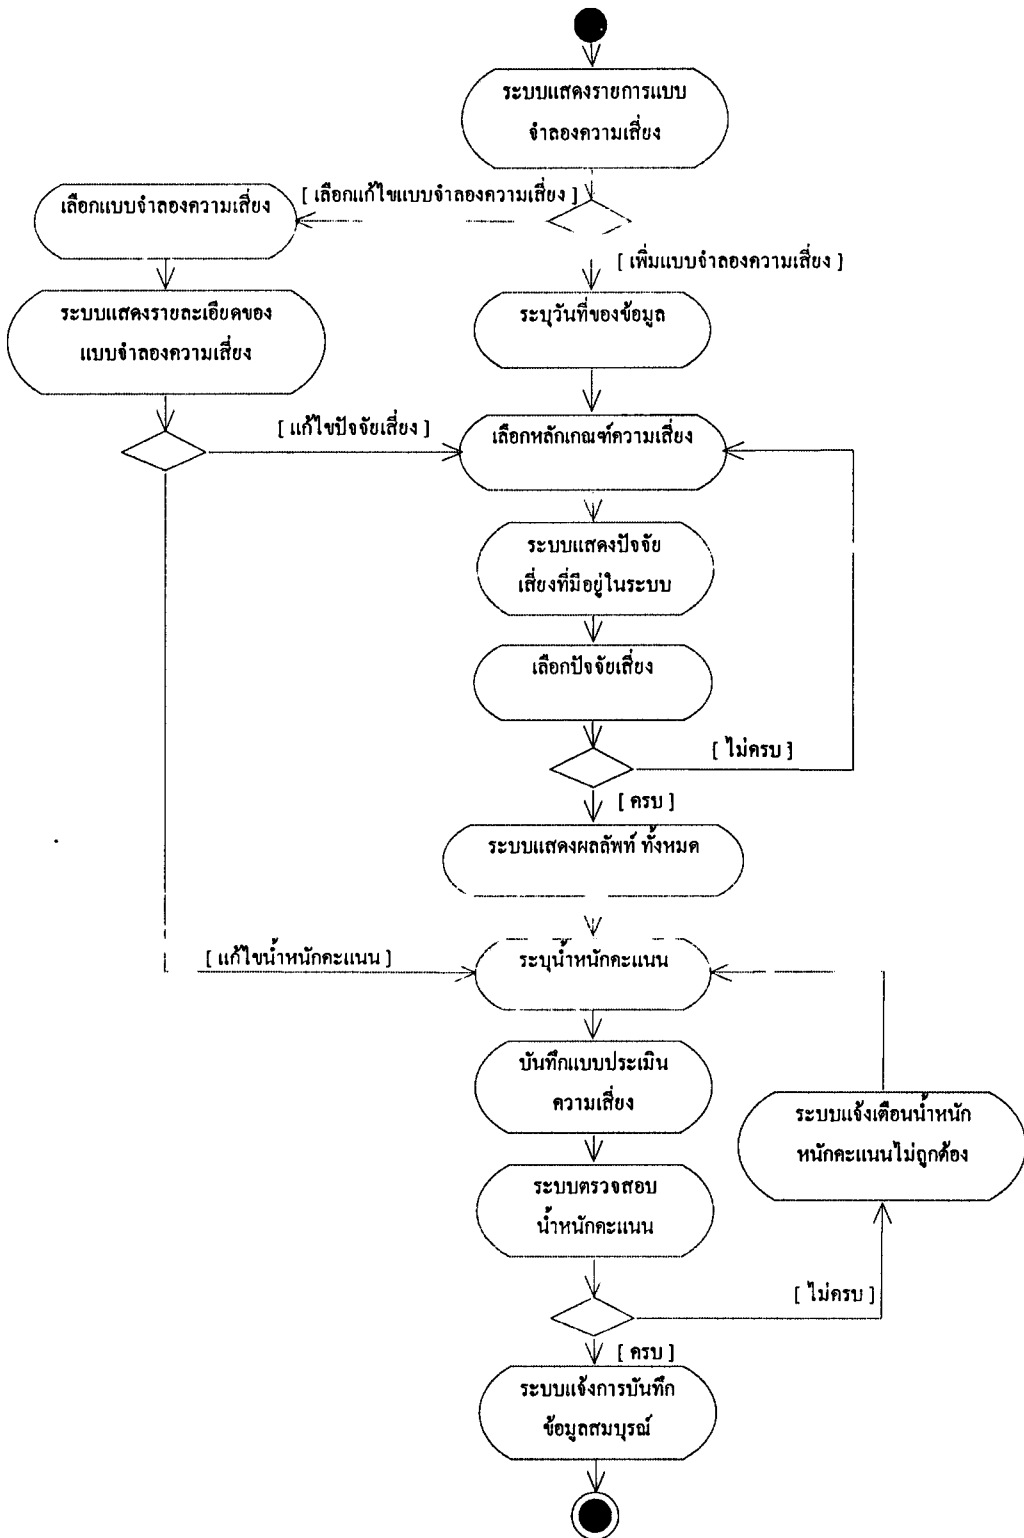 ระบบแสดงรายการแบบ
จำลองความเสี่ยง
[ เลือกแก้ไขแบบจำลองความเสี่ยง ]
เลือกแบบจำลองความเสี่ยง
[ เพิ่มแบบจำลองความเสี่ยง ]
ระบบแสดงรายละเอียดของ
แบบจำลองความเสี่ยง
ระบุวันที่ของข้อมูล
[ แก้ไขปัจจัยเสี่ยง ]
เลือกหลักเกณฑ์ความเสี่ยง
ระบบแสดงปัจจัย
เสี่ยงที่มีอยู่ในระบบ
เลือกปัจจัยเสี่ยง
[ ไม่ครบ ]
[ ครบ ]
ระบบแสดงผลลัพท์ ทั้งหมด
[ แก้ไขน้ำหนักคะแนน ]
ระบุน้ำหนักคะแนน
บันทึกแบบประเมิน
ความเสี่ยง
ระบบแจ้งเตือนน้ำหนัก
หนักคะแนนไม่ถูกต้อง
ระบบตรวจสอบ
น้ำหนักคะแนน
[ ไม่ครบ ]
[ ครบ ]
ระบบแจ้งการบันทึก
ข้อมูลสมบุรณ์